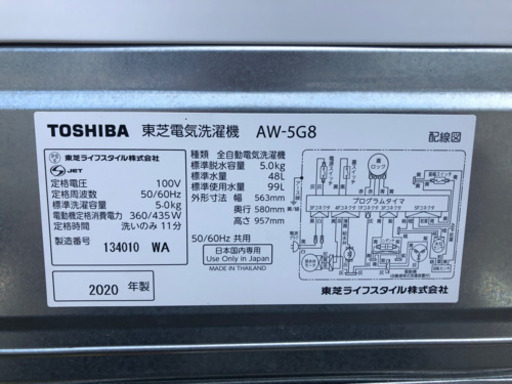 TOSHIBA 東芝電気洗濯機 AW-5G8
配線図
東芝ライフスタイル株式会社
JET
定格電圧 100V
定格周波数 50/60Hz
標準洗濯容量 5.0kg
電動機定格消費電力 360/435W
定格時間 洗いのみ 11分
製造番号 134010 WA
2020 年製
種類 全自動電気洗濯機
標準脱水容量 5.0kg
標準水量 48L
標準使用水量 99L
外形寸法 幅 563mm
奥行 580mm
高さ 957mm
50/60Hz 共用
日本国内専用
Use Only in Japan
MADE IN THAILAND
ロック
プログラムタイマ
東芝ライフスタイル株式会社